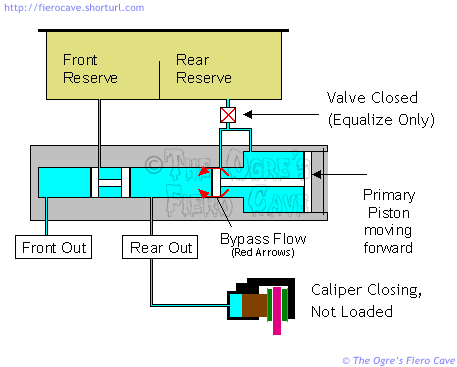 http://fierocave.shorturl.com
Front
Reserve
Rear
Reserve
Valve Closed
(Equalize Only)
© The Ogre's
Fiero Cave
Primary
Piston
moving
forward
Front Out
Rear Out
Bypass Flow
(Red Arrows)
Caliper Closing,
Not Loaded
© The Ogre's Fiero Cave